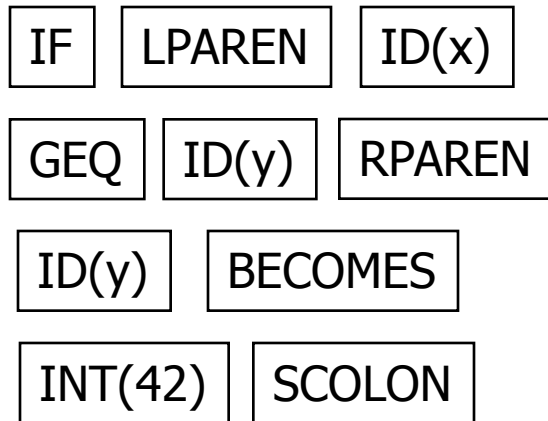 IF LPAREN ID(x)
GEQ ID(y) RPAREN
ID(y) BECOMES
INT(42) SCOLON